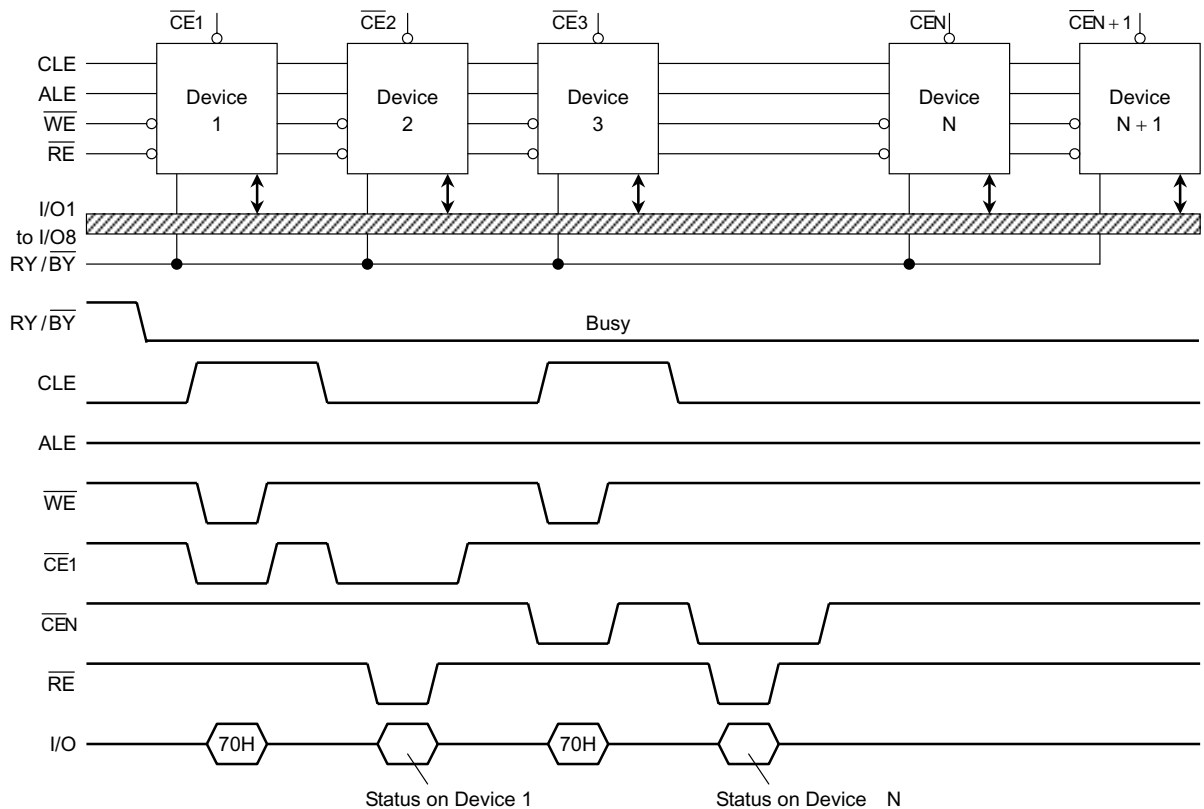 CE1 CE2 CE3 CEN CEN + 1
CLE
ALE
WE
RE
Device 1
Device 2
Device 3
Device N
Device N + 1
I/O1
to I/O8
RY / BY
RY / BY Busy
CLE
ALE
WE
CE1
CEN
RE
I/O 70H 70H
Status on Device 1 Status on Device N